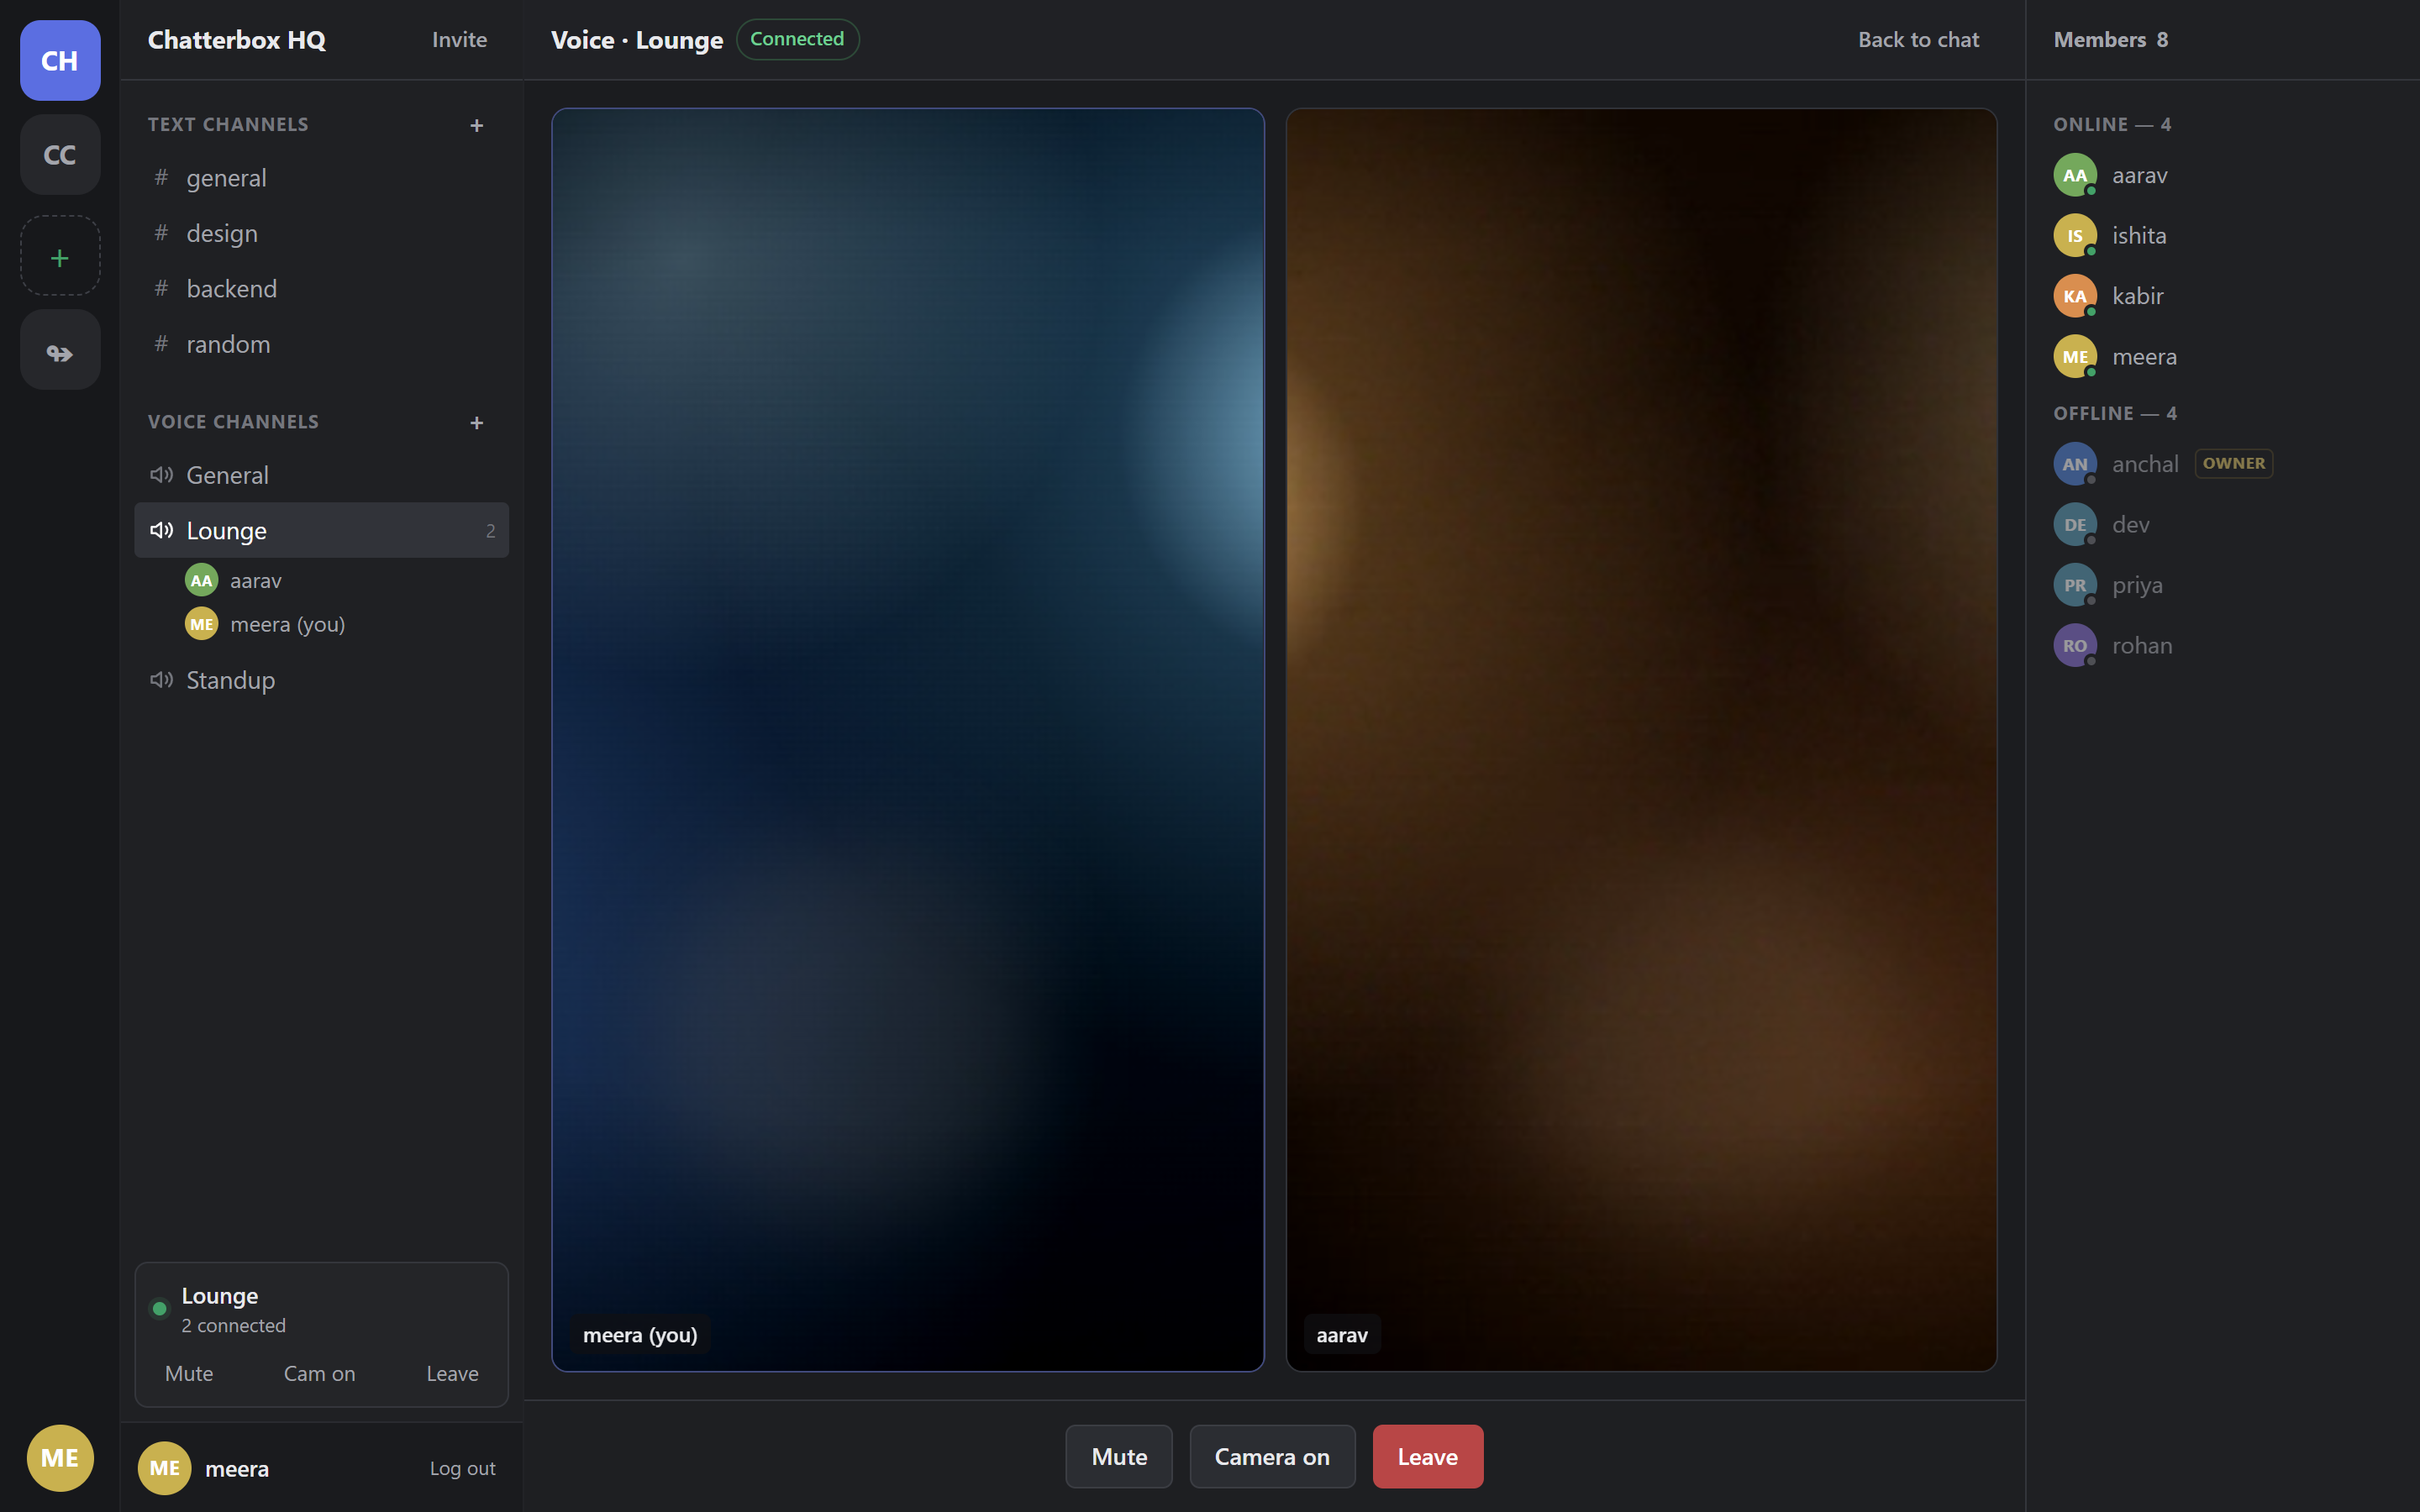 CH
CC
+
ME
Chatterbox HQ
Invite
TEXT CHANNELS
+
# general
# design
# backend
# random
VOICE CHANNELS
+
General
Lounge
2
AA
aarav
ME
meera (you)
Standup
Lounge
2 connected
Mute
Cam on
Leave
ME
meera
Log out
Voice · Lounge
Connected
Back to chat
meera (you)
aarav
Mute
Camera on
Leave
Members 8
ONLINE — 4
AA
aarav
IS
ishita
KA
kabir
ME
meera
OFFLINE — 4
AN
anchal
OWNER
DE
dev
PR
priya
RO
rohan